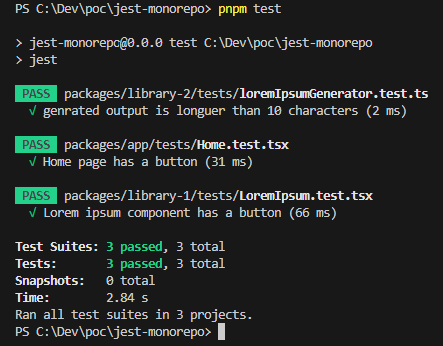 PS C:\Dev\poc\jest-monorepo> pnpm test
> jest-monorepo@0.0.0 test C:\Dev\poc\jest-monorepo
> jest
PASS packages/library-2/tests/loremIpsumGenerator.test.ts
√ genrated output is longuer than 10 characters (2 ms)
PASS packages/app/tests/Home.test.tsx
√ Home page has a button (31 ms)
PASS packages/library-1/tests/LoremIpsum.test.tsx
√ Lorem ipsum component has a button (66 ms)
Test Suites: 3 passed, 3 total
Tests: 3 passed, 3 total
Snapshots: 0 total
Time: 2.84 s
Ran all test suites in 3 projects.
PS C:\Dev\poc\jest-monorepo>